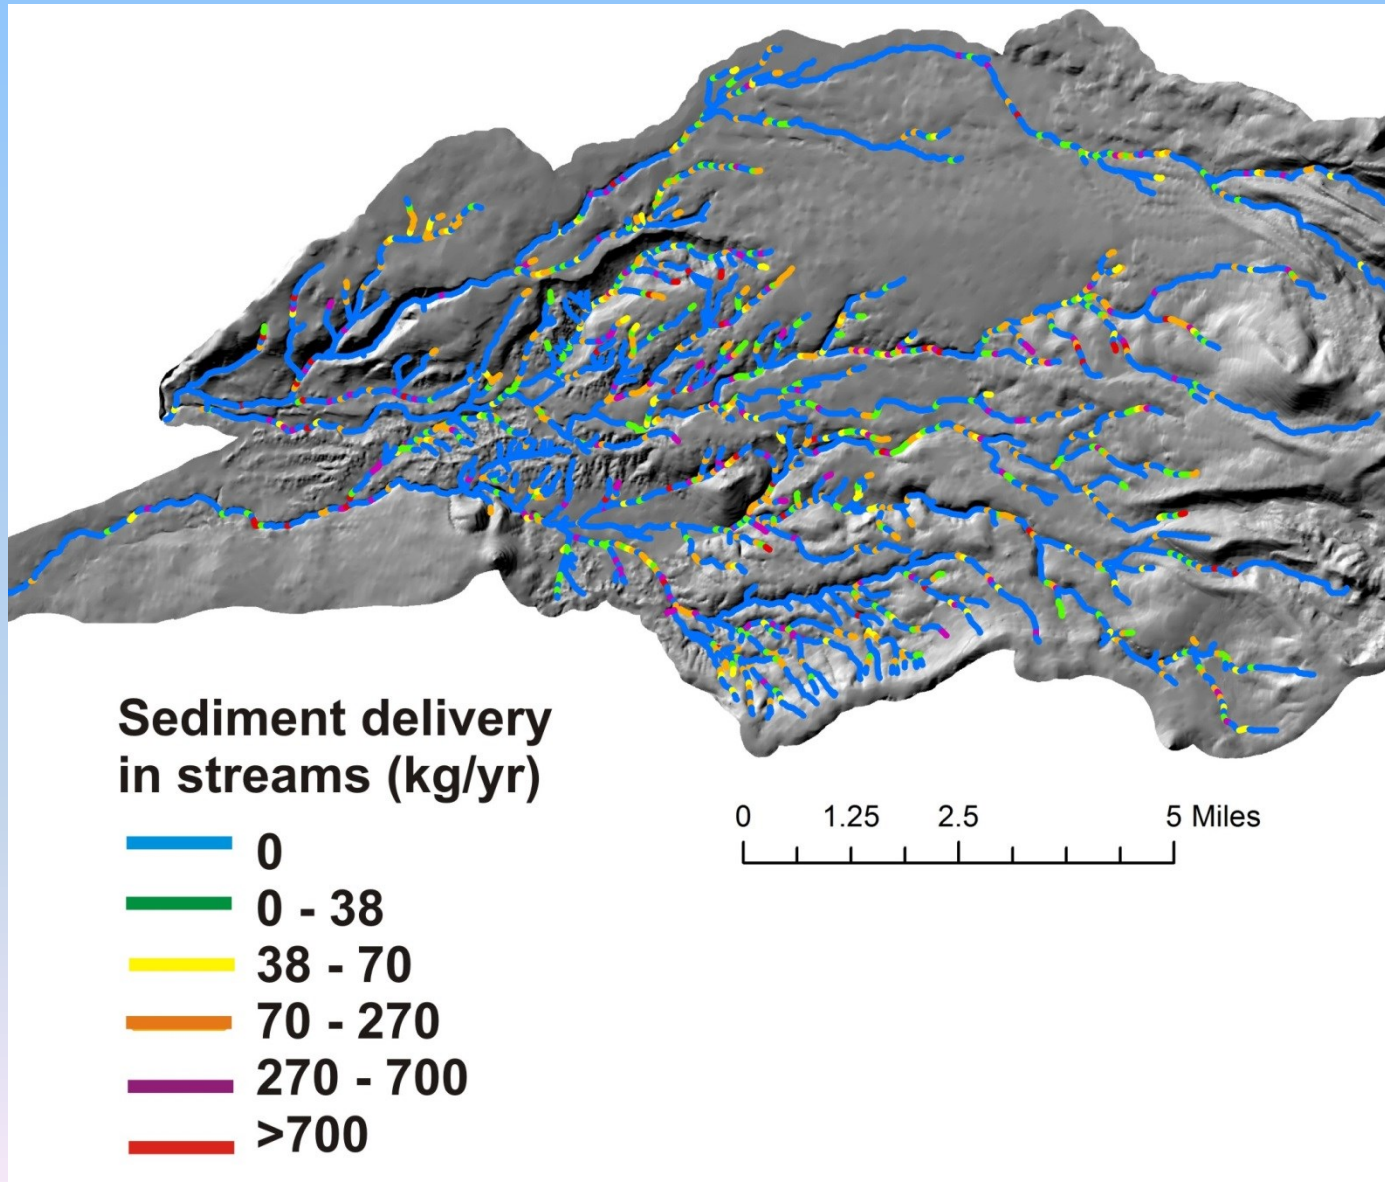 Sediment delivery
in streams (kg/yr)
0
0 - 38
38 - 70
70 - 270
270 - 700
>700
0 1.25 2.5 5 Miles